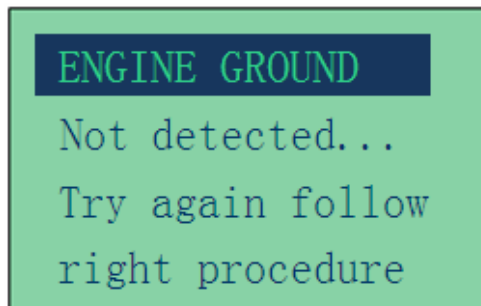 ENGINE GROUND
Not detected...
Try again follow
right procedure